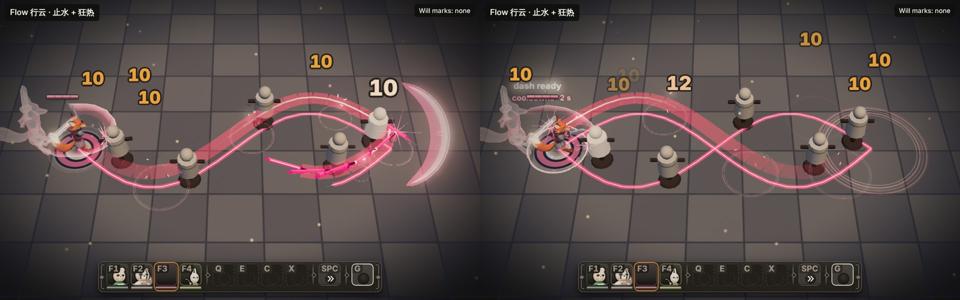 Flow 行云 · 止水 + 狂热
Will marks: none
10
10
10
10
10
F1 F2 F3 F4 Q E C X SPC G
Flow 行云 · 止水 + 狂热
Will marks: none
10
10
10
10
12
10
10
dash ready
2 s
F1 F2 F3 F4 Q E C X SPC G